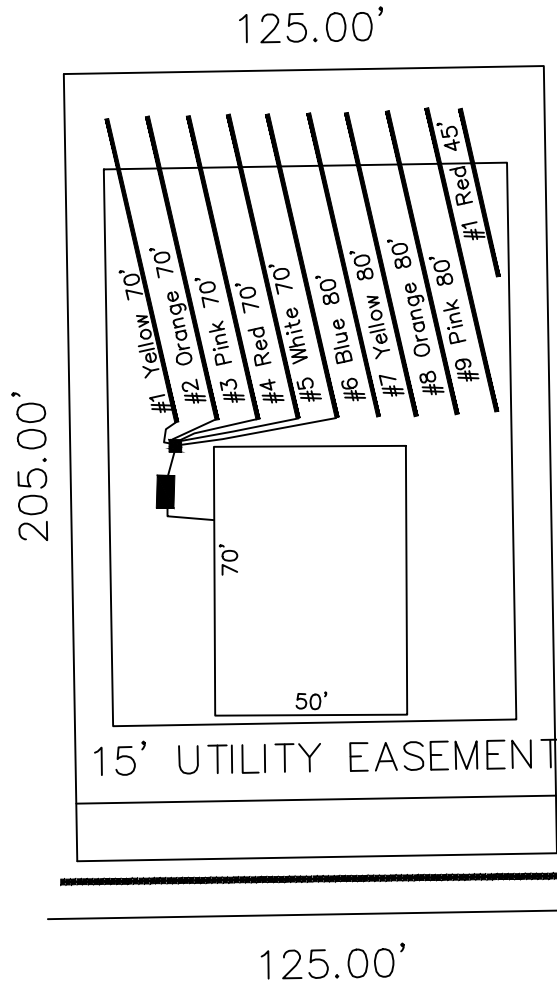 125.00'
205.00'
#1 Yellow 70'
#2 Orange 70'
#3 Pink 70'
#4 Red 70'
#5 White 70'
#6 Blue 80'
#7 Yellow 80'
#8 Orange 80'
#9 Pink 80'
#1 Red 45'
70'
50'
15' UTILITY EASEMENT
125.00'